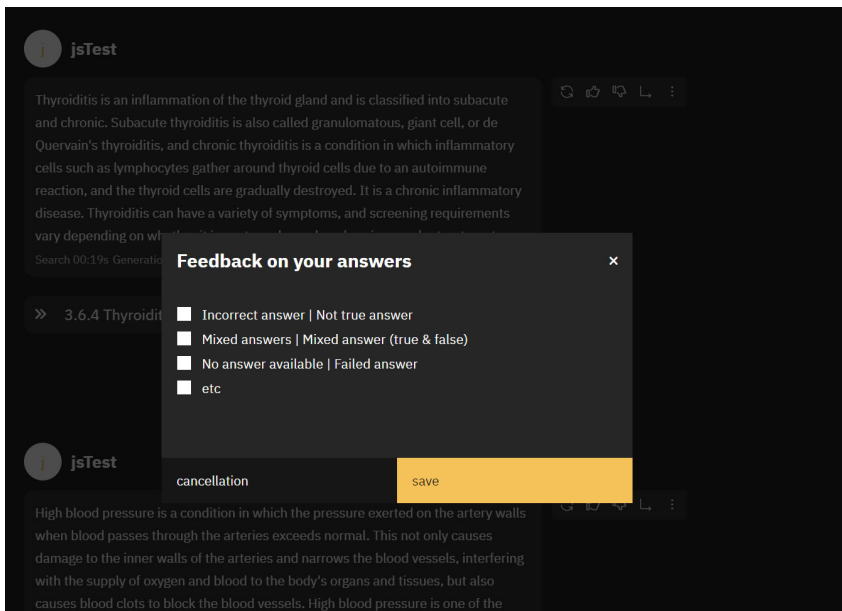 j jsTest
Thyroiditis is an inflammation of the thyroid gland and is classified into subacute
and chronic. Subacute thyroiditis is also called granulomatous, giant cell, or de
Quervain's thyroiditis, and chronic thyroiditis is a condition in which inflammatory
cells such as lymphocytes gather around thyroid cells due to an autoimmune
reaction, and the thyroid cells are gradually destroyed. It is a chronic inflammatory
disease. Thyroiditis can have a variety of symptoms, and screening requirements
vary depending on
Search 00:19s Generatio
3.6.4 Thyroidit
Feedback on your answers
Incorrect answer | Not true answer
Mixed answers | Mixed answer (true & false)
No answer available | Failed answer
etc
cancellation
save
j jsTest
High blood pressure is a condition in which the pressure exerted on the artery walls
when blood passes through the arteries exceeds normal. This not only causes
damage to the inner walls of the arteries and narrows the blood vessels, interfering
with the supply of oxygen and blood to the body's organs and tissues, but also
causes blood clots to block the blood vessels. High blood pressure is one of the